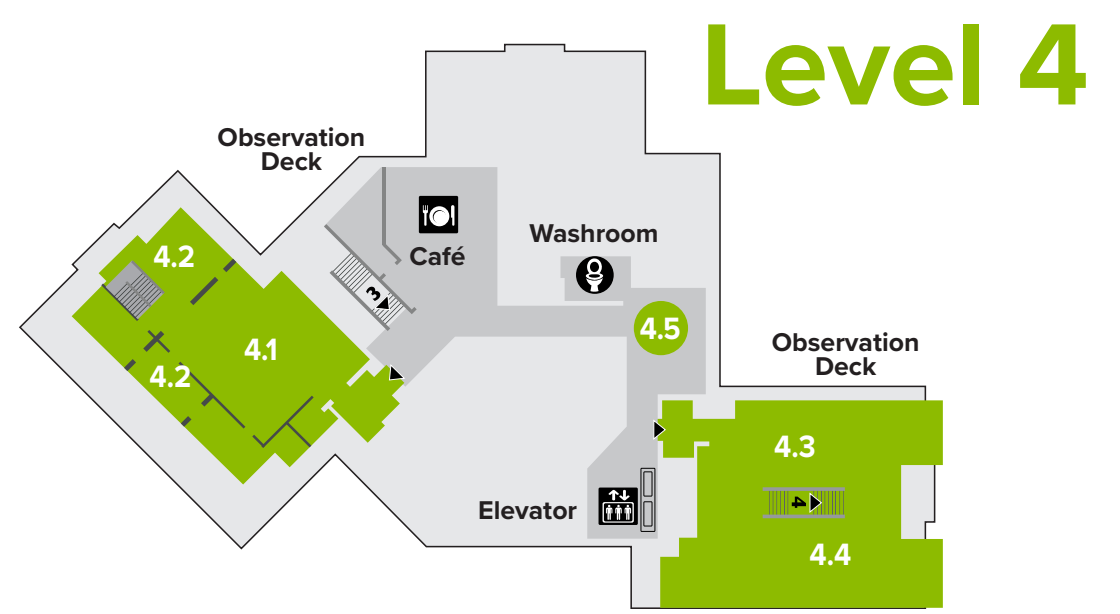 Level 4
Observation
Deck
4.2
Café
Washroom
3
4.1
4.5
4.2
Observation
Deck
4.3
4
Elevator
4.4